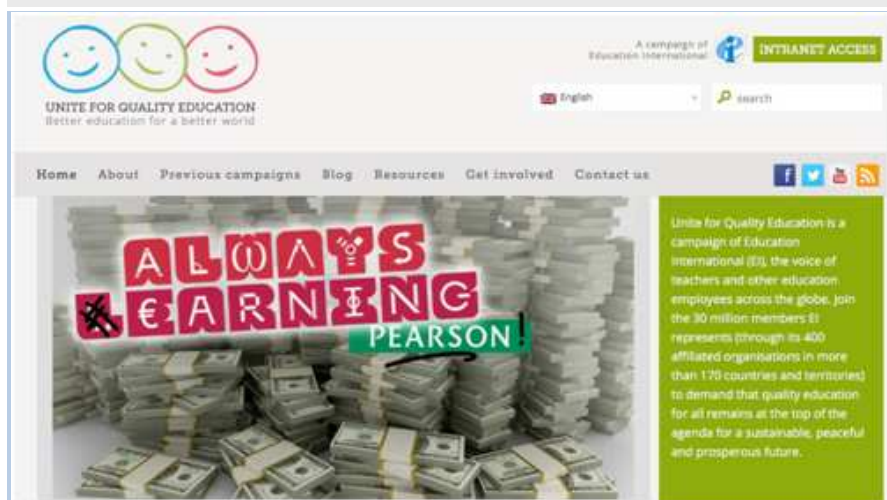 A campaign of
Education International
INTRANET ACCESS
UNITE FOR QUALITY EDUCATION
Better education for a better world
English
search
Home About Previous campaigns Blog Resources Get involved Contact us
ALWAYS
L€ARNING
PEARSON!
Unite for Quality Education is a
campaign of Education
International (EI), the voice of
teachers and other education
employees across the globe. Join
the 30 million members EI
represents (through its 400
affiliated organisations in more
than 170 countries and territories)
to demand that quality education
for all remains at the top of the
agenda for a sustainable, peaceful
and prosperous future.